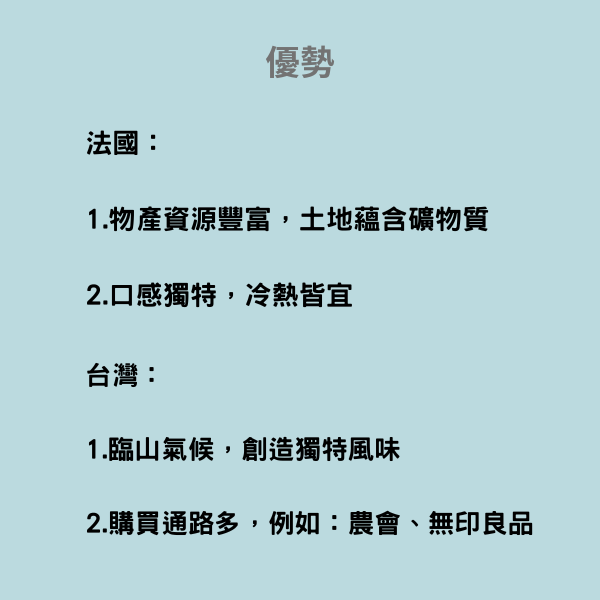 優勢
法國：
1.物產資源豐富，土地蘊含礦物質
2.口感獨特，冷熱皆宜
台灣：
1.臨山氣候，創造獨特風味
2.購買通路多，例如：農會、無印良品